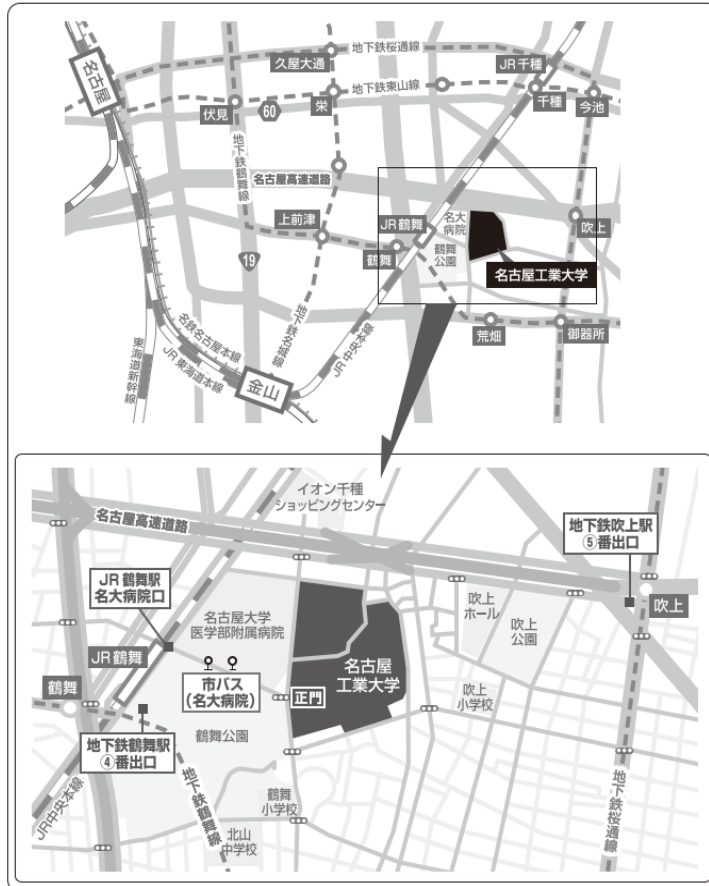 地下鉄桜通線
久屋大通
JR千種
名古屋
地下鉄東山線
伏見
60
栄
千種
今池
地下鉄鶴舞線
名古屋高速道路
上前津
JR鶴舞
名大
病院
吹上
鶴舞
鶴舞
公園
19
名古屋工業大学
地下鉄名城線
名鉄名古屋本線
JR東海道本線
東海道新幹線
JR中央本線
荒畑
御器所
金山
イオン千種
ショッピングセンター
名古屋高速道路
地下鉄吹上駅
⑤番出口
JR鶴舞駅
名大病院口
名古屋大学
医学部附属病院
吹上
ホール
吹上
公園
吹上
JR鶴舞
名古屋
工業大学
鶴舞
市バス
(名大病院)
正門
吹上
小学校
地下鉄鶴舞駅
④番出口
鶴舞公園
JR中央本線
地下鉄鶴舞線
鶴舞
小学校
北山
中学校
地下鉄桜通線